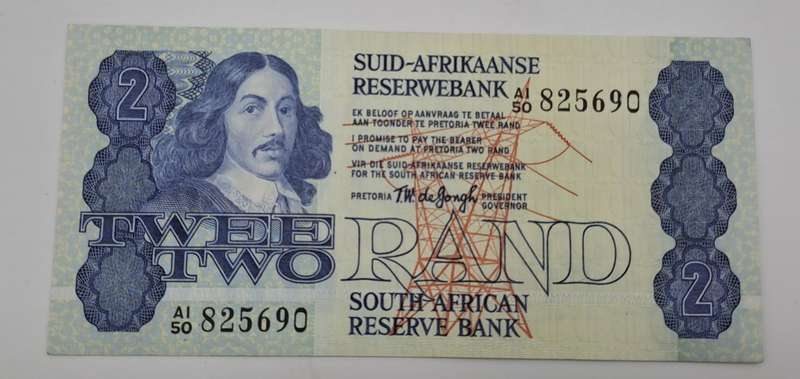 2
SUID-AFRIKAANSE
RESERWEBANK
AI/50 825690
EK BELOOF OP AANVRAAG TE BETAAL
AAN TOONDER TE PRETORIA TWEE RAND
I PROMISE TO PAY THE BEARER
ON DEMAND AT PRETORIA TWO RAND
VIR DIE SUID-AFRIKAANSE RESERWEBANK
FOR THE SOUTH AFRICAN RESERVE BANK
PRETORIA T.W. de Jongh PRESIDENT
GOVERNOR
TWEE
TWO
RAND
2
AI/50 825690
SOUTH AFRICAN
RESERVE BANK